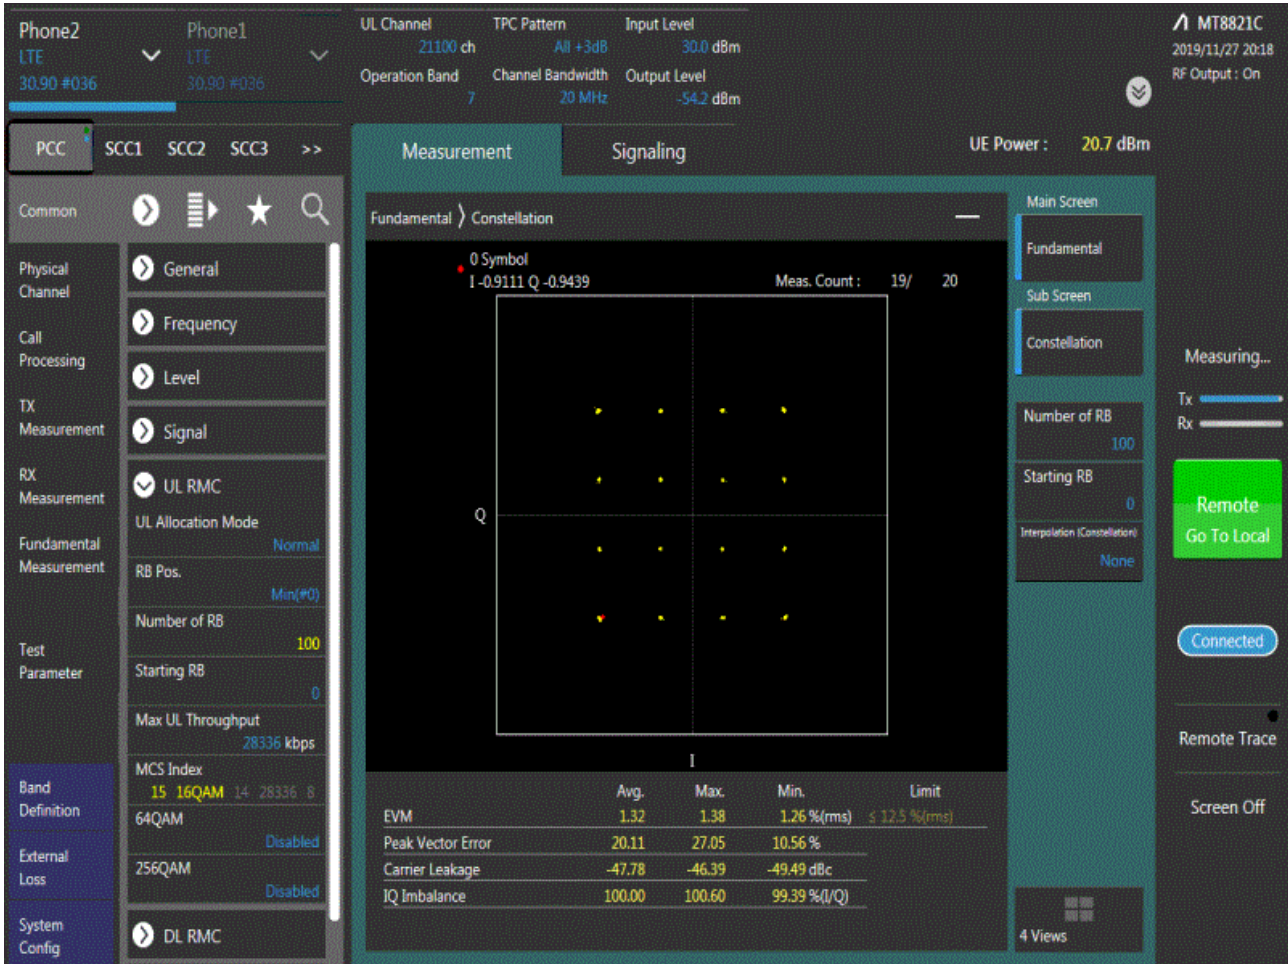 Phone2
LTE
30.90 #036
Phone1
LTE
30.90 #036
UL Channel
21100 ch
TPC Pattern
All +3dB
Input Level
30.0 dBm
Operation Band
7
Channel Bandwidth
20 MHz
Output Level
-54.2 dBm
MT8821C
2019/11/27 20:18
RF Output : On
PCC SCC1 SCC2 SCC3 >>
Measurement
Signaling
UE Power : 20.7 dBm
Common
Physical
Channel
Call
Processing
TX
Measurement
RX
Measurement
Fundamental
Measurement
Test
Parameter
Band
Definition
External
Loss
System
Config
General
Frequency
Level
Signal
UL RMC
UL Allocation Mode
Normal
RB Pos.
Min(#0)
Number of RB
100
Starting RB
0
Max UL Throughput
28336 kbps
MCS Index
15 16QAM 14 28336 8
64QAM
Disabled
256QAM
Disabled
DL RMC
Fundamental 〉 Constellation
0 Symbol
I -0.9111 Q -0.9439
Meas. Count : 19/ 20
Q
I
Avg. Max. Min. Limit
EVM 1.32 1.38 1.26 %(rms) ≤ 12.5 %(rms)
Peak Vector Error 20.11 27.05 10.56 %
Carrier Leakage -47.78 -46.39 -49.49 dBc
IQ Imbalance 100.00 100.60 99.39 %(I/Q)
Main Screen
Fundamental
Sub Screen
Constellation
Number of RB
100
Starting RB
0
Interpolation (Constellation)
None
4 Views
Measuring...
Tx
Rx
Remote
Go To Local
Connected
Remote Trace
Screen Off